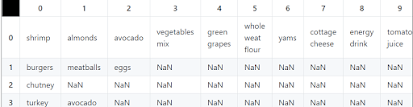 0 1 2 3 4 5 6 7 8 9
0 shrimp almonds avocado vegetables mix green grapes whole weat flour yams cottage cheese energy drink tomato juice
1 burgers meatballs eggs NaN NaN NaN NaN NaN NaN NaN
2 chutney NaN NaN NaN NaN NaN NaN NaN NaN NaN
3 turkey avocado NaN NaN NaN NaN NaN NaN NaN NaN